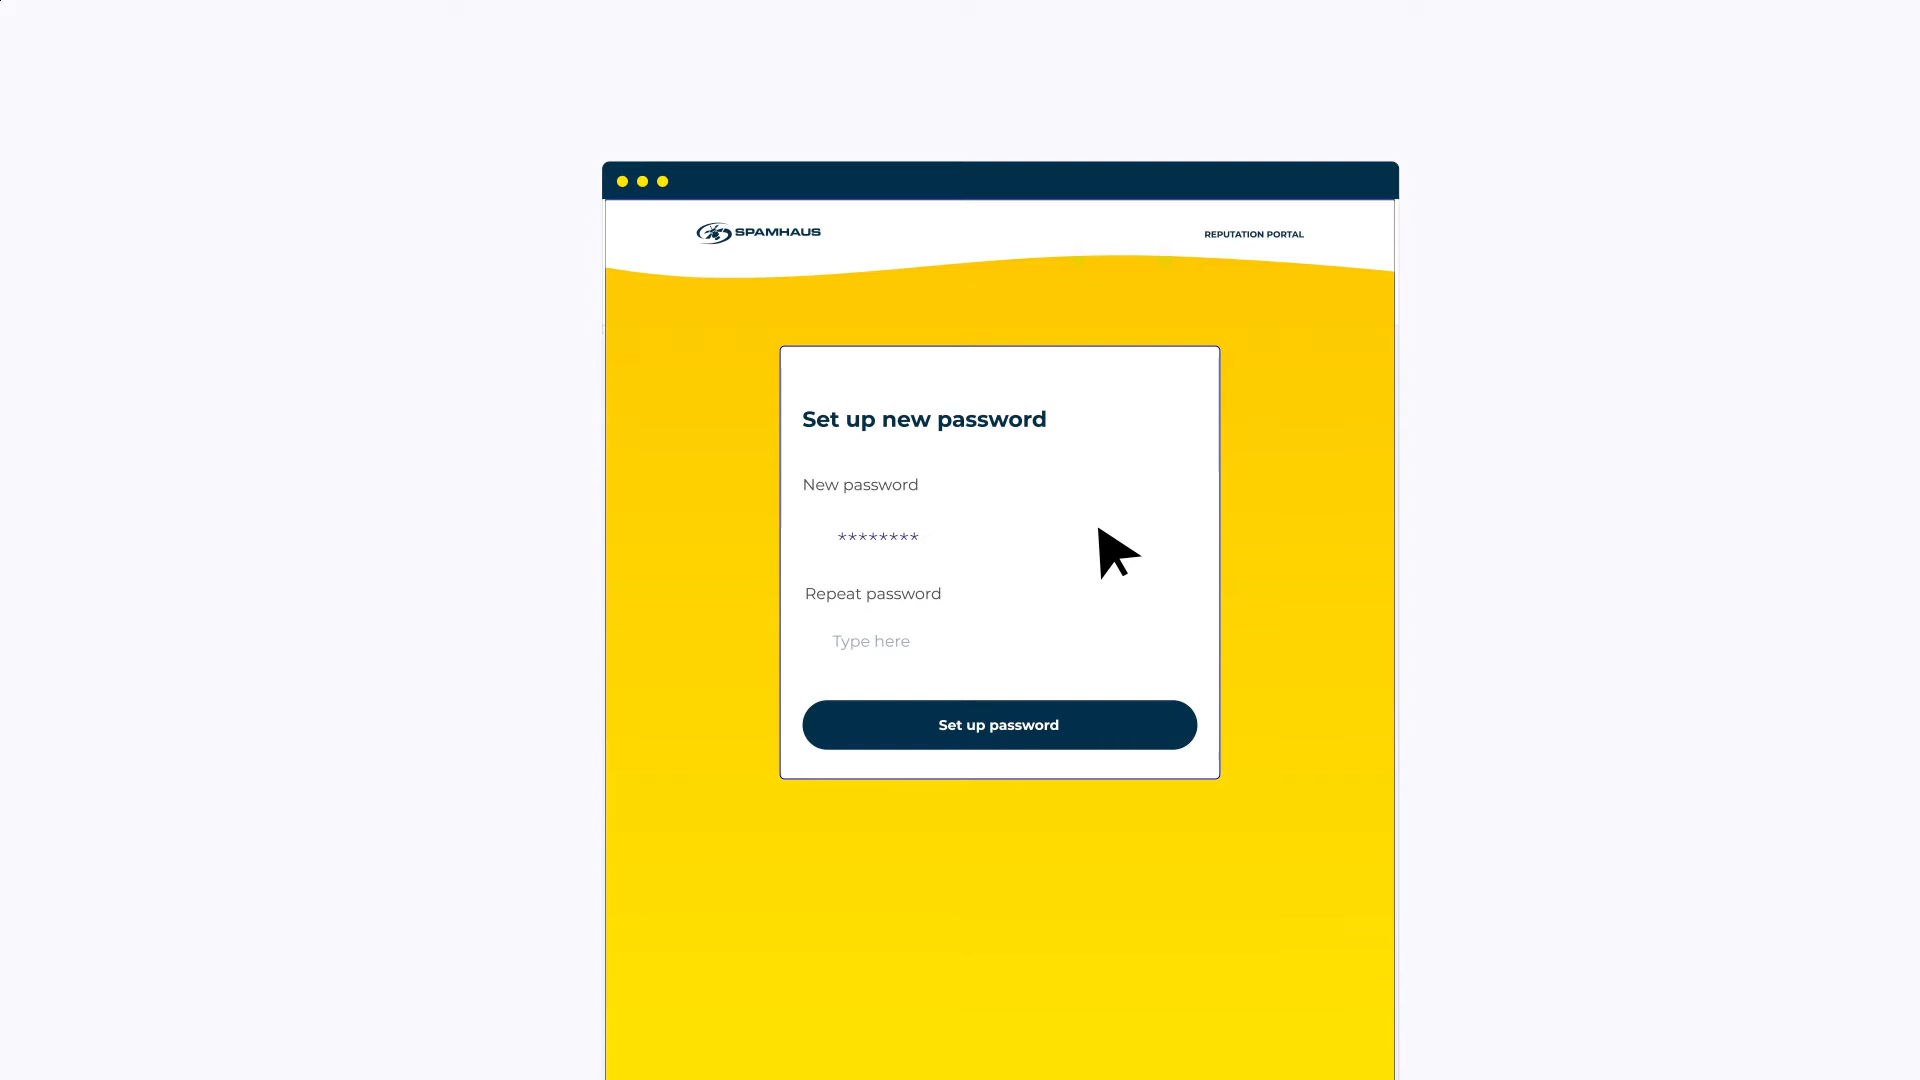 SPAMHAUS
REPUTATION PORTAL
Set up new password
New password
********
Repeat password
Type here
Set up password